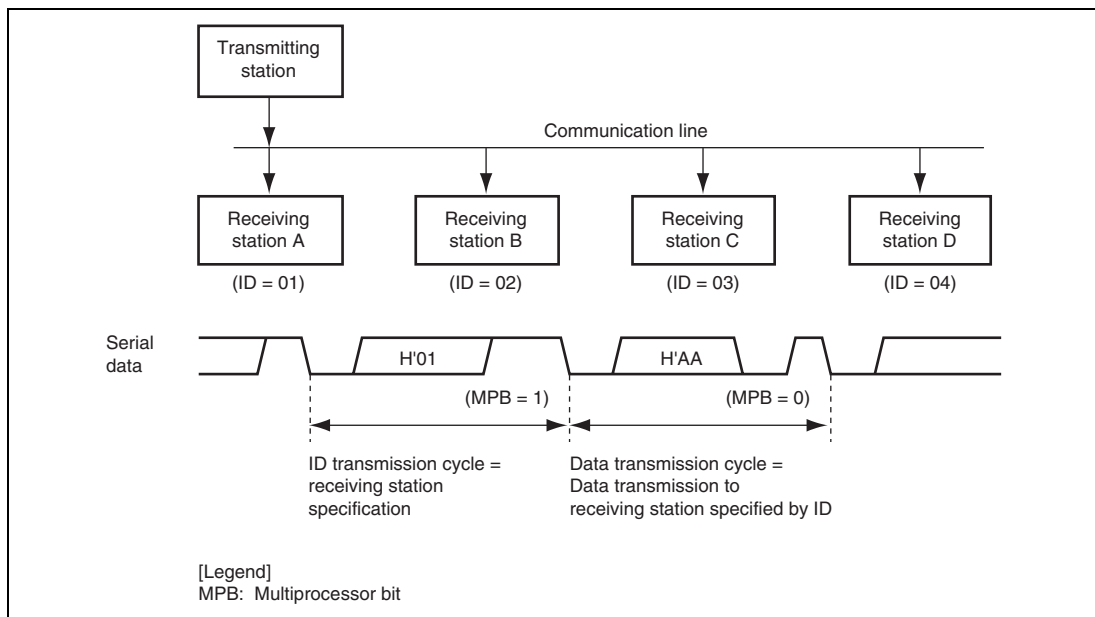 Transmitting
station
Communication line
Receiving
station A
Receiving
station B
Receiving
station C
Receiving
station D
(ID = 01)
(ID = 02)
(ID = 03)
(ID = 04)
Serial
data
H'01
H'AA
(MPB = 1)
(MPB = 0)
ID transmission cycle =
receiving station
specification
Data transmission cycle =
Data transmission to
receiving station specified by ID
[Legend]
MPB: Multiprocessor bit